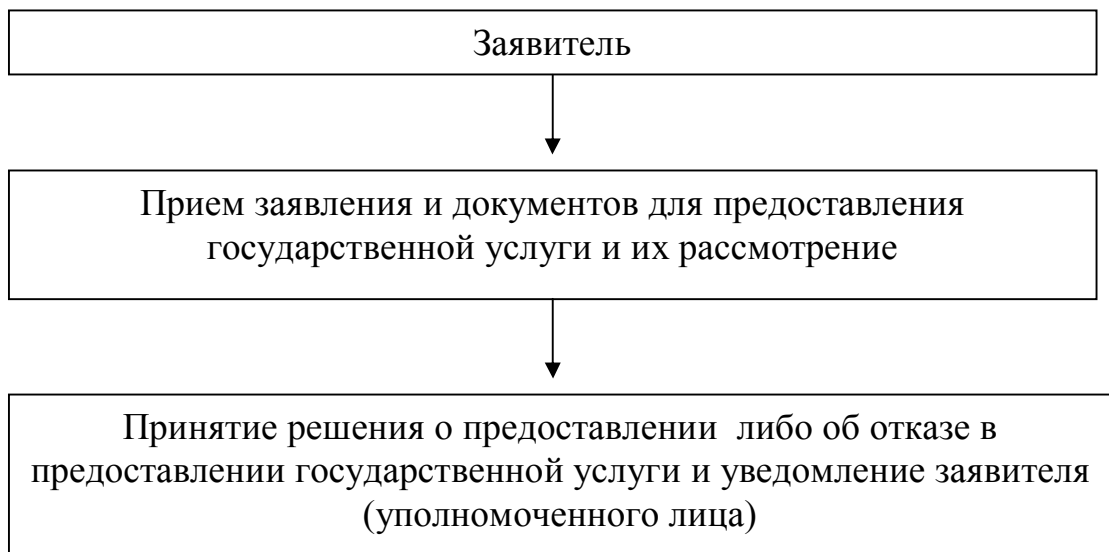 Заявитель
Прием заявления и документов для предоставления
государственной услуги и их рассмотрение
Принятие решения о предоставлении  либо об отказе в
предоставлении государственной услуги и уведомление заявителя
(уполномоченного лица)